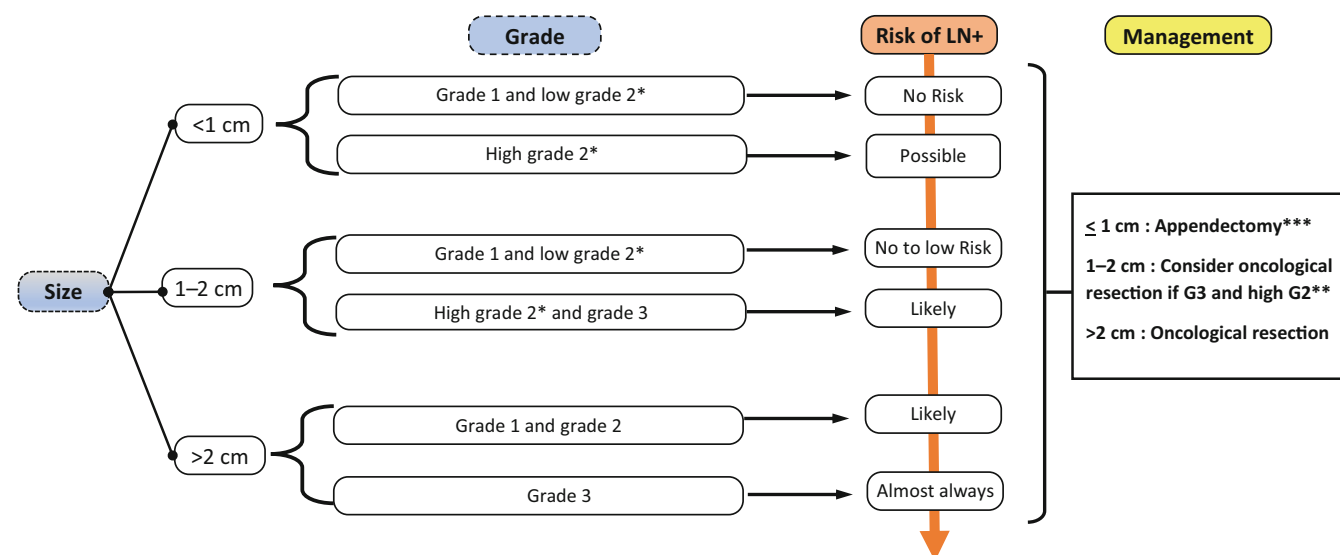 Grade
Risk of LN+
Management
Size
<1 cm
Grade 1 and low grade 2*
No Risk
High grade 2*
Possible
1–2 cm
Grade 1 and low grade 2*
No to low Risk
High grade 2* and grade 3
Likely
>2 cm
Grade 1 and grade 2
Likely
Grade 3
Almost always
≤ 1 cm : Appendectomy***
1–2 cm : Consider oncological
resection if G3 and high G2**
>2 cm : Oncological resection